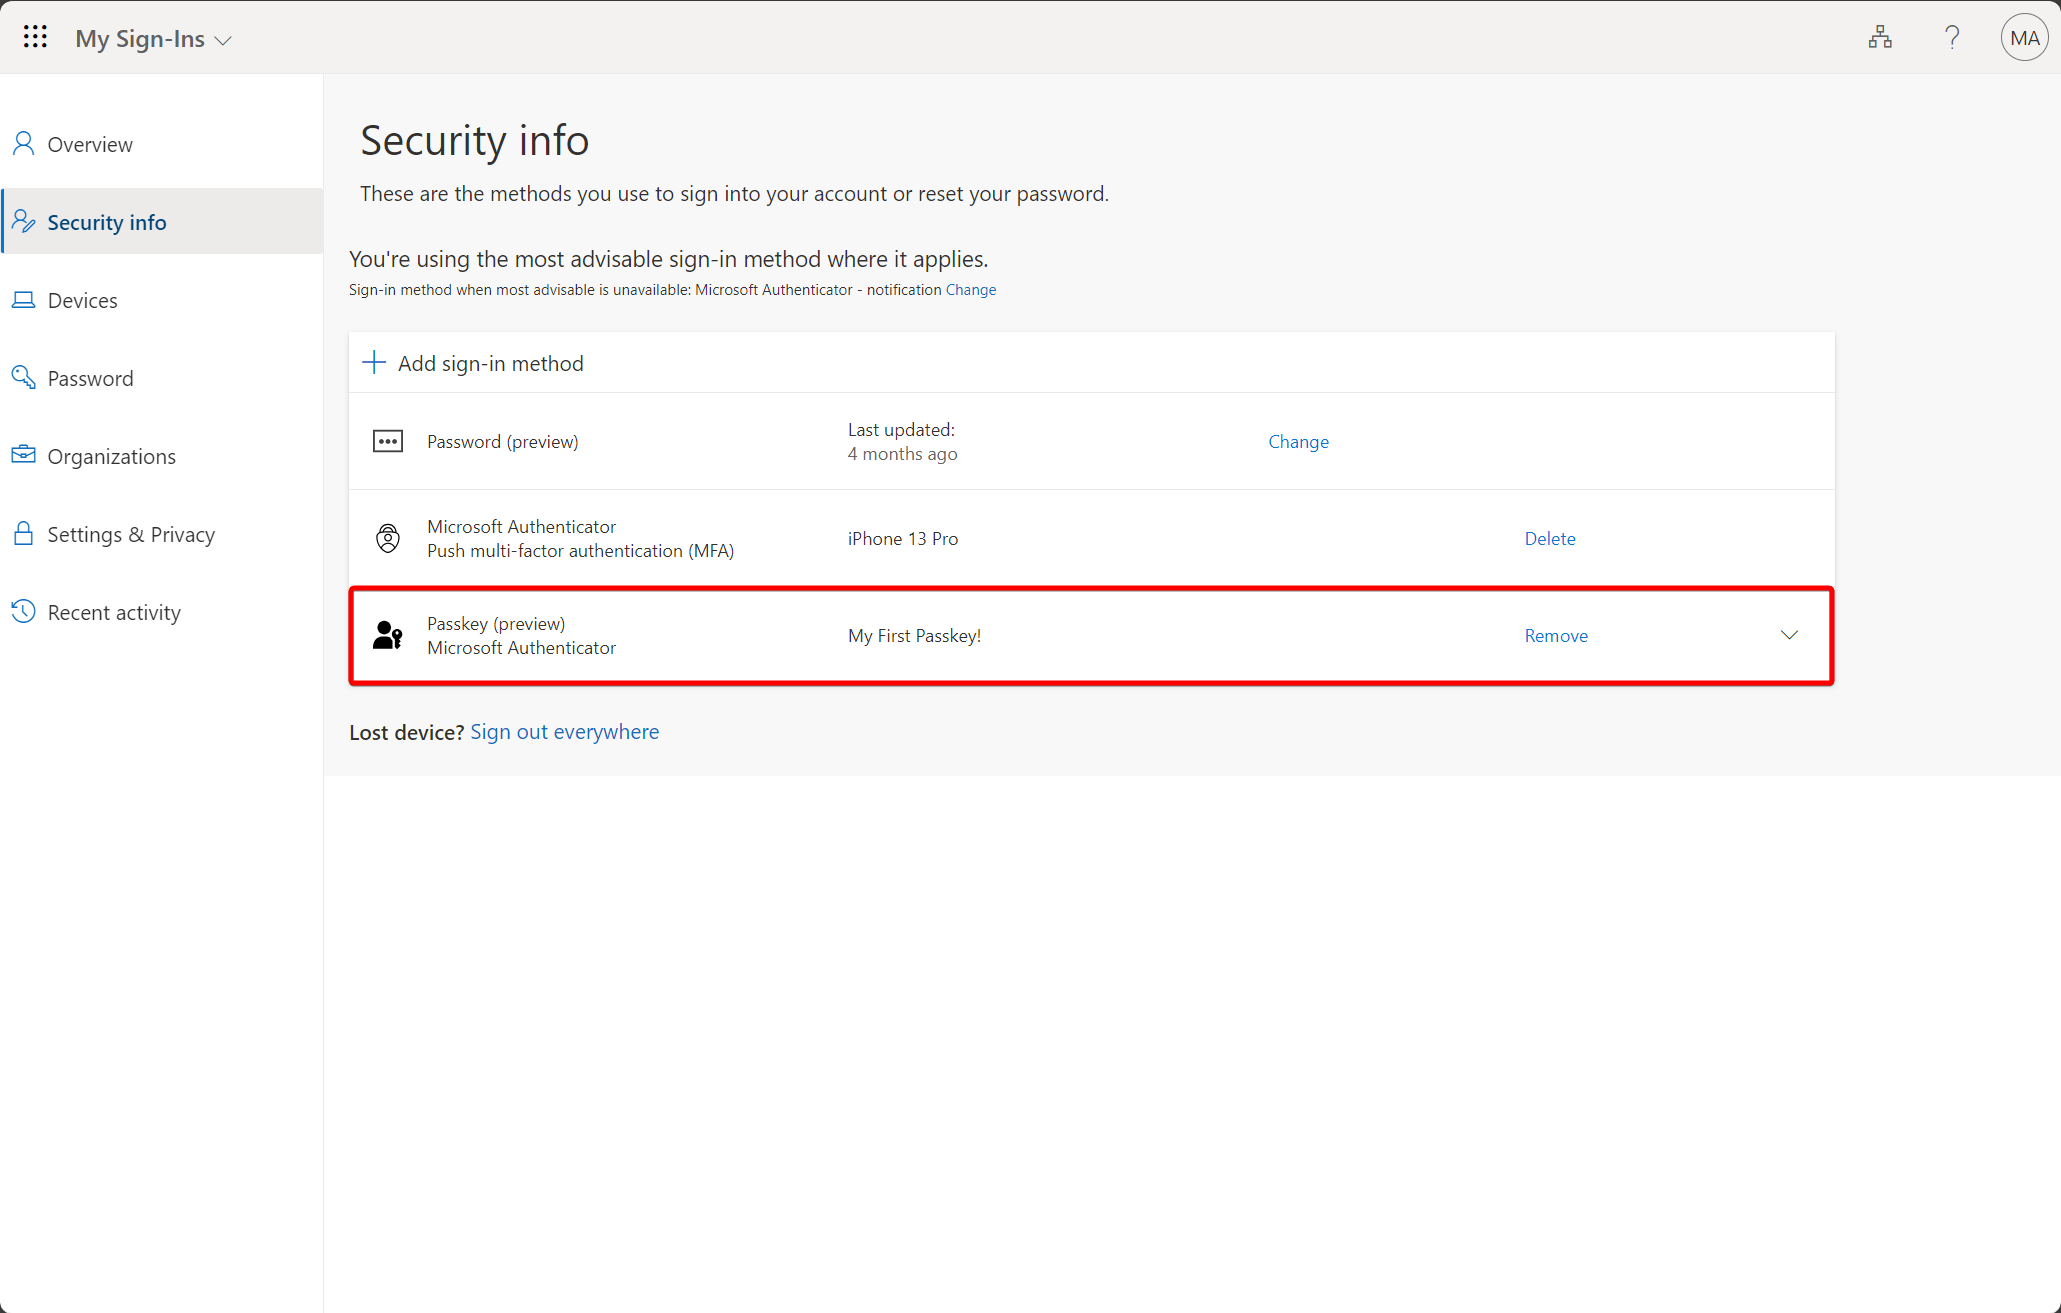 My Sign-Ins
MA
Overview
Security info
Devices
Password
Organizations
Settings & Privacy
Recent activity
Security info
These are the methods you use to sign into your account or reset your password.
You're using the most advisable sign-in method where it applies.
Sign-in method when most advisable is unavailable: Microsoft Authenticator - notification Change
Add sign-in method
Password (preview)
Last updated:
4 months ago
Change
Microsoft Authenticator
Push multi-factor authentication (MFA)
iPhone 13 Pro
Delete
Passkey (preview)
Microsoft Authenticator
My First Passkey!
Remove
Lost device? Sign out everywhere